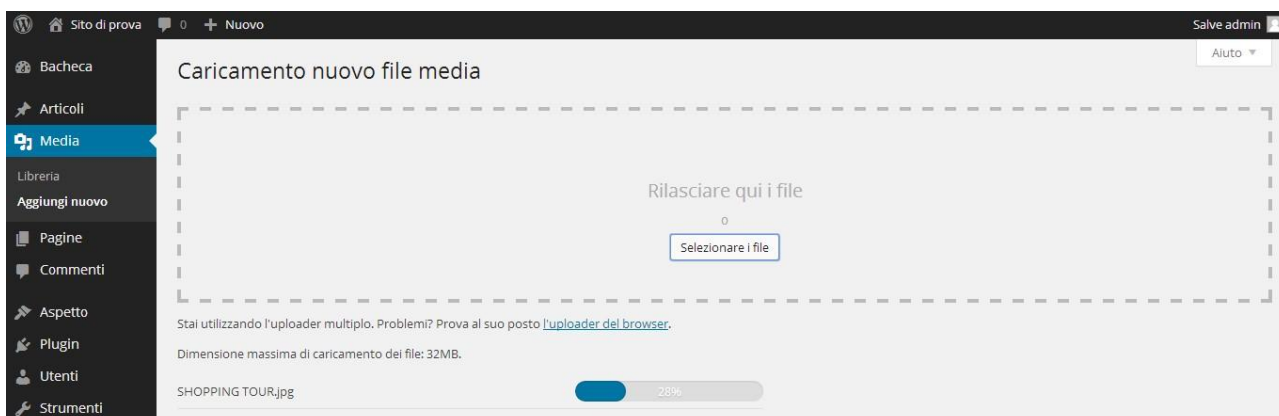 Sito di prova 0 + Nuovo Salve admin
Aiuto
Bacheca
Articoli
Media
Libreria
Aggiungi nuovo
Pagine
Commenti
Aspetto
Plugin
Utenti
Strumenti
Caricamento nuovo file media
Rilasciare qui i file
o
Selezionare i file
Stai utilizzando l'uploader multiplo. Problemi? Prova al suo posto l'uploader del browser.
Dimensione massima di caricamento dei file: 32MB.
SHOPPING TOUR.jpg 28%